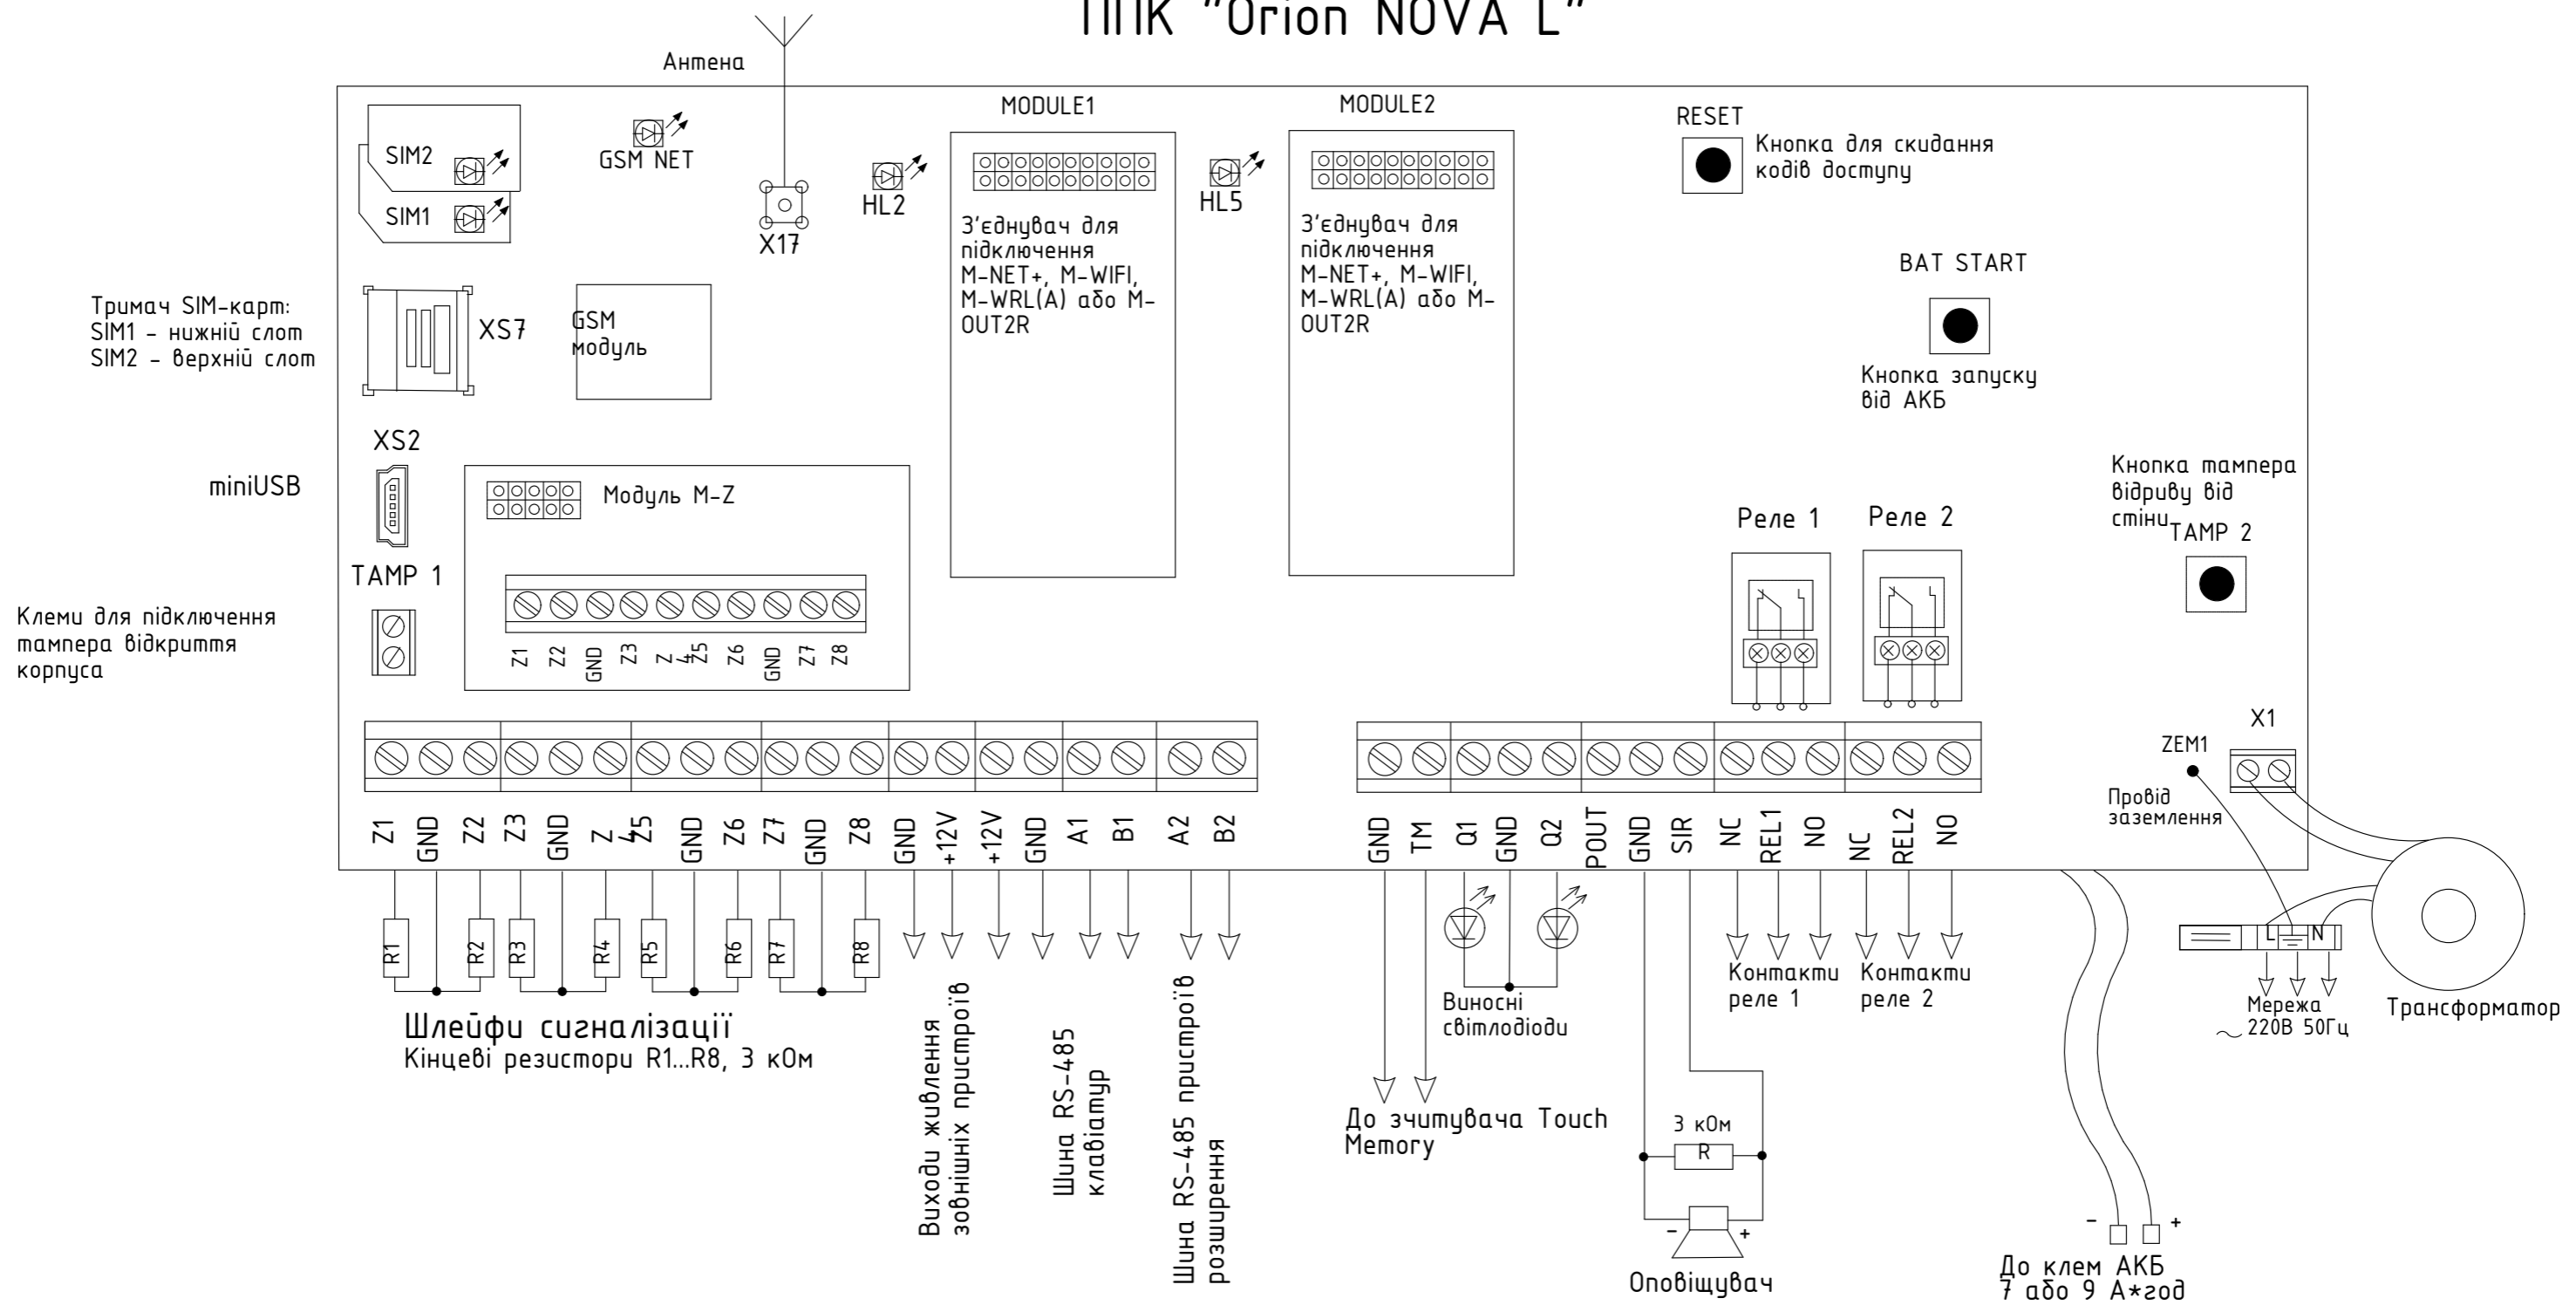 ППК "Orion NOVA L"
Антена
MODULE1
MODULE2
RESET
Кнопка для скидання
кодів доступу
SIM2
SIM1
GSM NET
X17
HL2
HL5
З'єднувач для
підключення
M-NET+, M-WIFI,
M-WRL(A) або M-
OUT2R
З'єднувач для
підключення
M-NET+, M-WIFI,
M-WRL(A) або M-
OUT2R
BAT START
Кнопка запуску
від АКБ
Тримач SIM-карт:
SIM1 - нижній слот
SIM2 - верхній слот
XS7
GSM
модуль
XS2
miniUSB
Модуль M-Z
Z1
Z2
GND
Z3
Z
4
Z5
Z6
GND
Z7
Z8
TAMP 1
Клеми для підключення
тампера відкриття
корпуса
Реле 1
Реле 2
Кнопка тампера
відриву від
стіни
TAMP 2
X1
ZEM1
Провід
заземлення
Z1
GND
Z2
Z3
GND
Z
4
Z5
GND
Z6
Z7
GND
Z8
GND
+12V
+12V
GND
A1
B1
A2
B2
GND
TM
Q1
GND
Q2
POUT
GND
SIR
NC
REL1
NO
NC
REL2
NO
R1
R2
R3
R4
R5
R6
R7
R8
Шлейфи сигналізації
Кінцеві резистори R1...R8, 3 кОм
Виходи живлення
зовнішніх пристроїв
Шина RS-485
клавіатур
Шина RS-485 пристроїв
розширення
До зчитувача Touch
Memory
Виносні
світлодіоди
3 кОм
R
-
+
Оповіщувач
Контакти
реле 1
Контакти
реле 2
L
N
Мережа
~ 220В 50Гц
Трансформатор
-
+
До клем АКБ
7 або 9 А*год